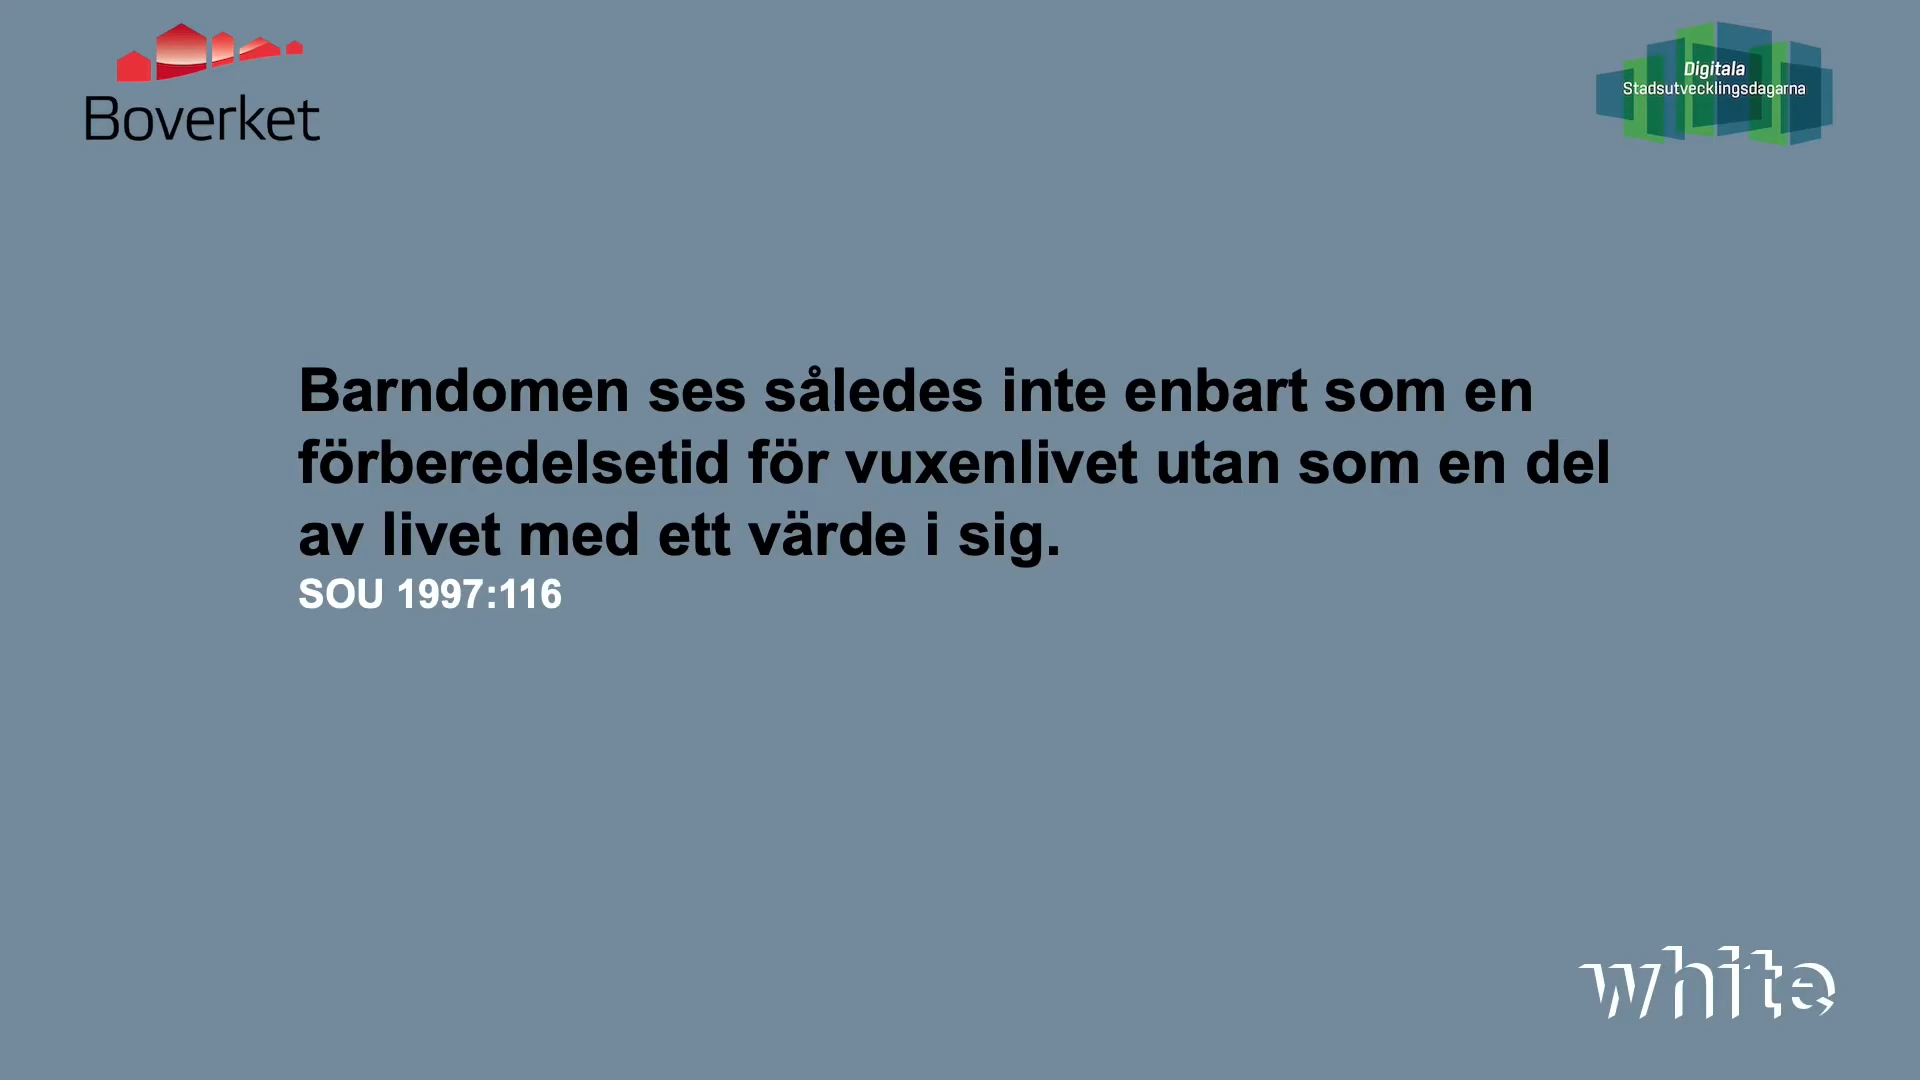 Boverket
Digitala
Stadsutvecklingsdagarna
Barndomen ses således inte enbart som en
förberedelsetid för vuxenlivet utan som en del
av livet med ett värde i sig.
SOU 1997:116
white